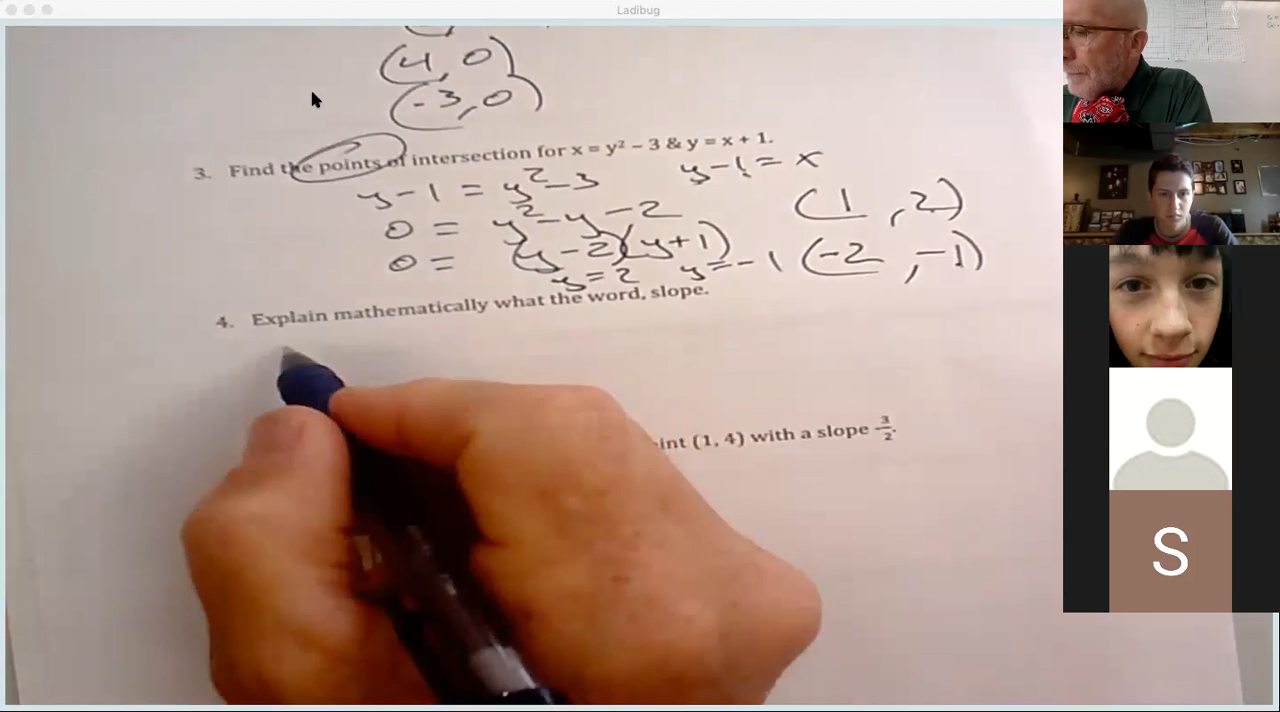 Ladibug
(4, 0)
(-3, 0)
3. Find the points of intersection for x = y² – 3 & y = x + 1.
y-1 = x
y-1 = y²-3
(1, 2)
0 = y²-y-2
0 = (y-2)(y+1)
(-2, -1)
y=2 y=-1
4. Explain mathematically what the word, slope.
int (1, 4) with a slope 3/2.
S